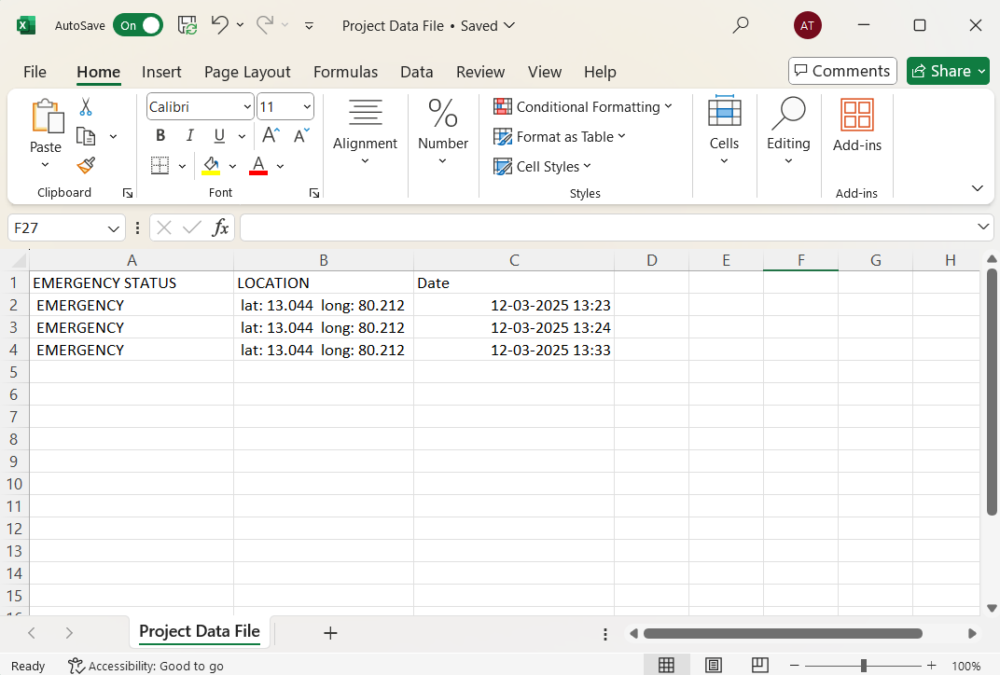 AutoSave On Project Data File • Saved AT
File Home Insert Page Layout Formulas Data Review View Help Comments Share
Paste
Calibri 11
B I U A A
A
Alignment
%
Number
Conditional Formatting
Format as Table
Cell Styles
Cells
Editing
Add-ins
Clipboard Font Styles Add-ins
F27 fx
A B C D E F G H
1 EMERGENCY STATUS LOCATION Date
2 EMERGENCY lat: 13.044 long: 80.212 12-03-2025 13:23
3 EMERGENCY lat: 13.044 long: 80.212 12-03-2025 13:24
4 EMERGENCY lat: 13.044 long: 80.212 12-03-2025 13:33
5
6
7
8
9
10
11
12
13
14
15
Project Data File +
Ready Accessibility: Good to go − + 100%